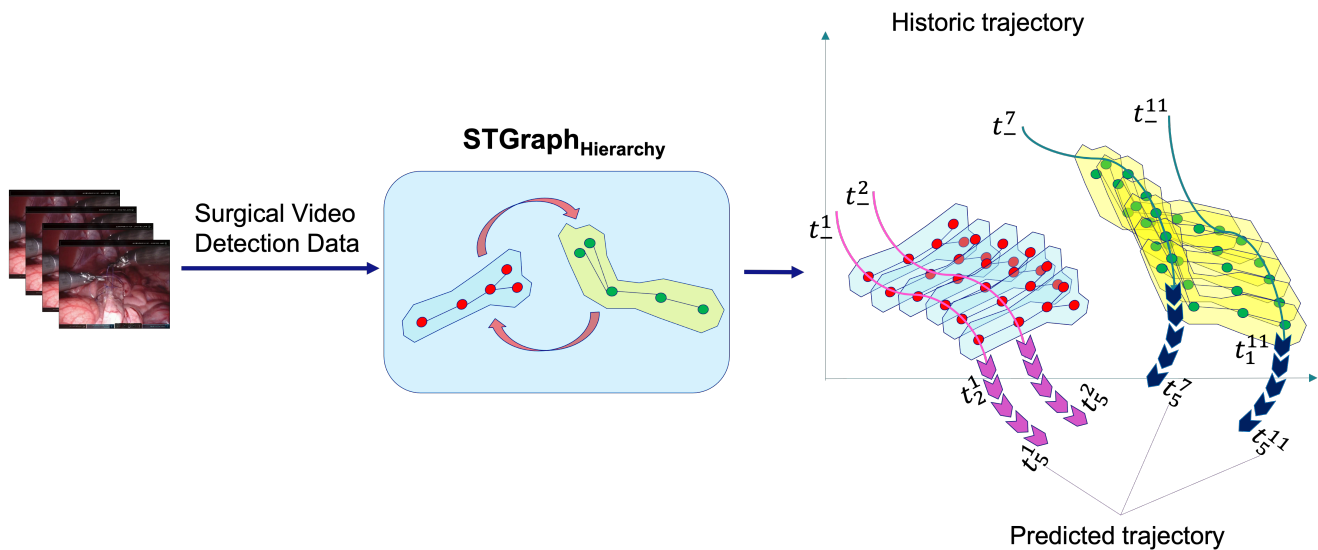 Historic trajectory
STGraph_Hierarchy
Surgical Video
Detection Data
t_–^7
t_–^11
t_–^1
t_–^2
t_1^11
t_2^1
t_5^2
t_5^7
t_5^1
t_5^11
Predicted trajectory